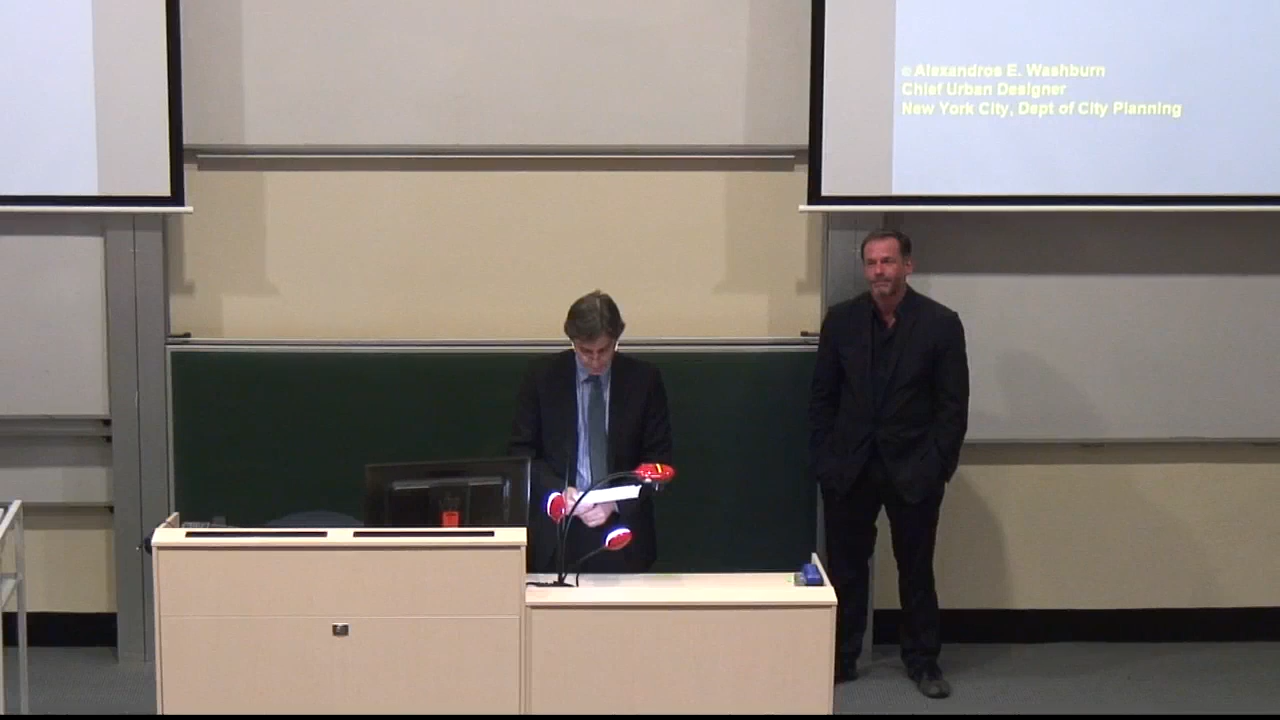 © Alexandros E. Washburn
Chief Urban Designer
New York City, Dept of City Planning